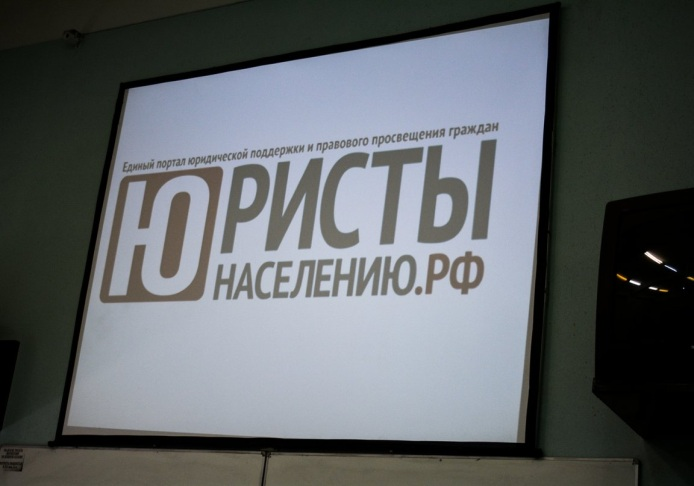 Единый портал юридической поддержки и правового просвещения граждан
ЮРИСТЫ
НАСЕЛЕНИЮ.РФ